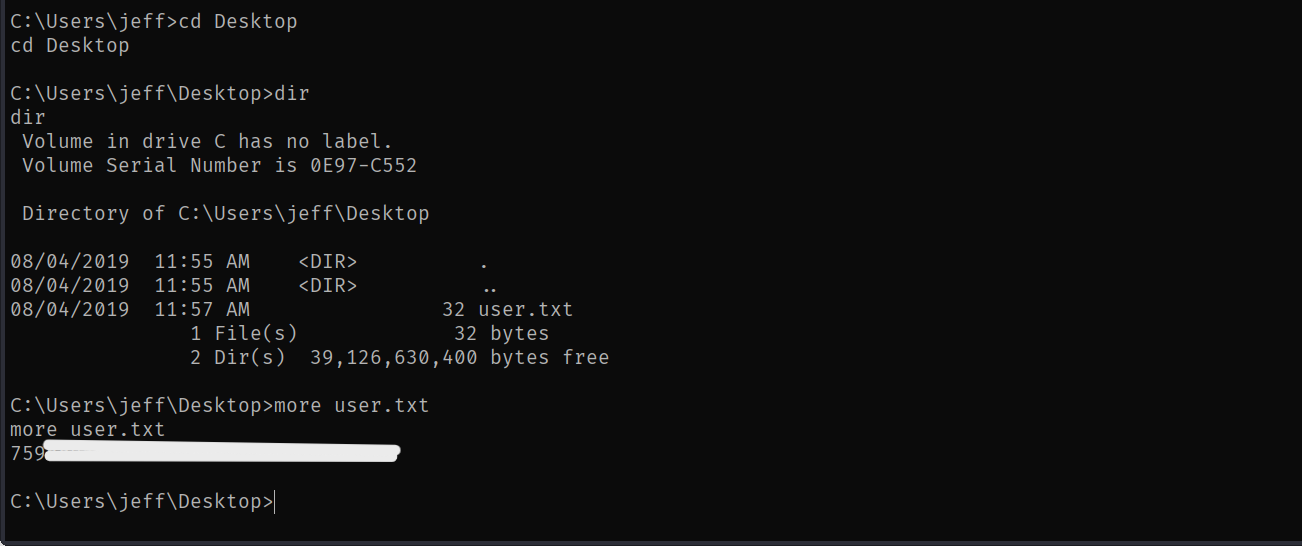 C:\Users\jeff>cd Desktop
cd Desktop
C:\Users\jeff\Desktop>dir
dir
Volume in drive C has no label.
Volume Serial Number is 0E97-C552
Directory of C:\Users\jeff\Desktop
08/04/2019  11:55 AM    <DIR>          .
08/04/2019  11:55 AM    <DIR>          ..
08/04/2019  11:57 AM                32 user.txt
1 File(s)             32 bytes
2 Dir(s)  39,126,630,400 bytes free
C:\Users\jeff\Desktop>more user.txt
more user.txt
759
C:\Users\jeff\Desktop>